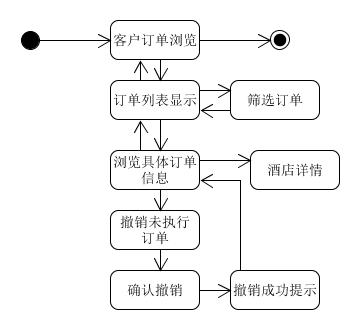 客户订单浏览
订单列表显示
筛选订单
浏览具体订单
信息
酒店详情
撤销未执行
订单
确认撤销
撤销成功提示